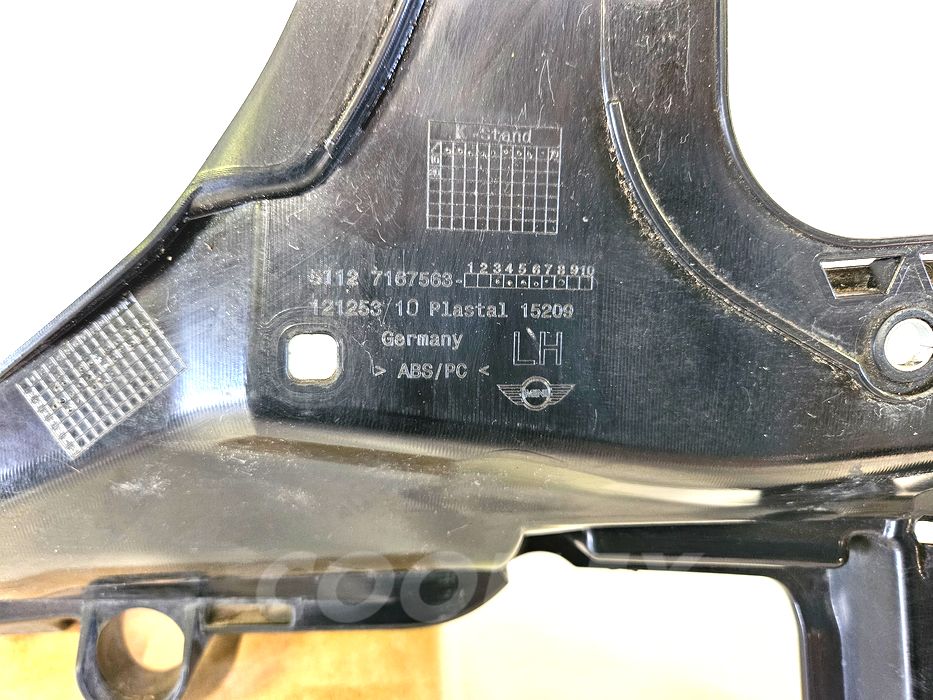 K-Stand
1 2 3 4 5 6 7 8 9 10
5112 7167563-
121253/10 Plastal 15209
Germany
LH
> ABS/PC <
MINI